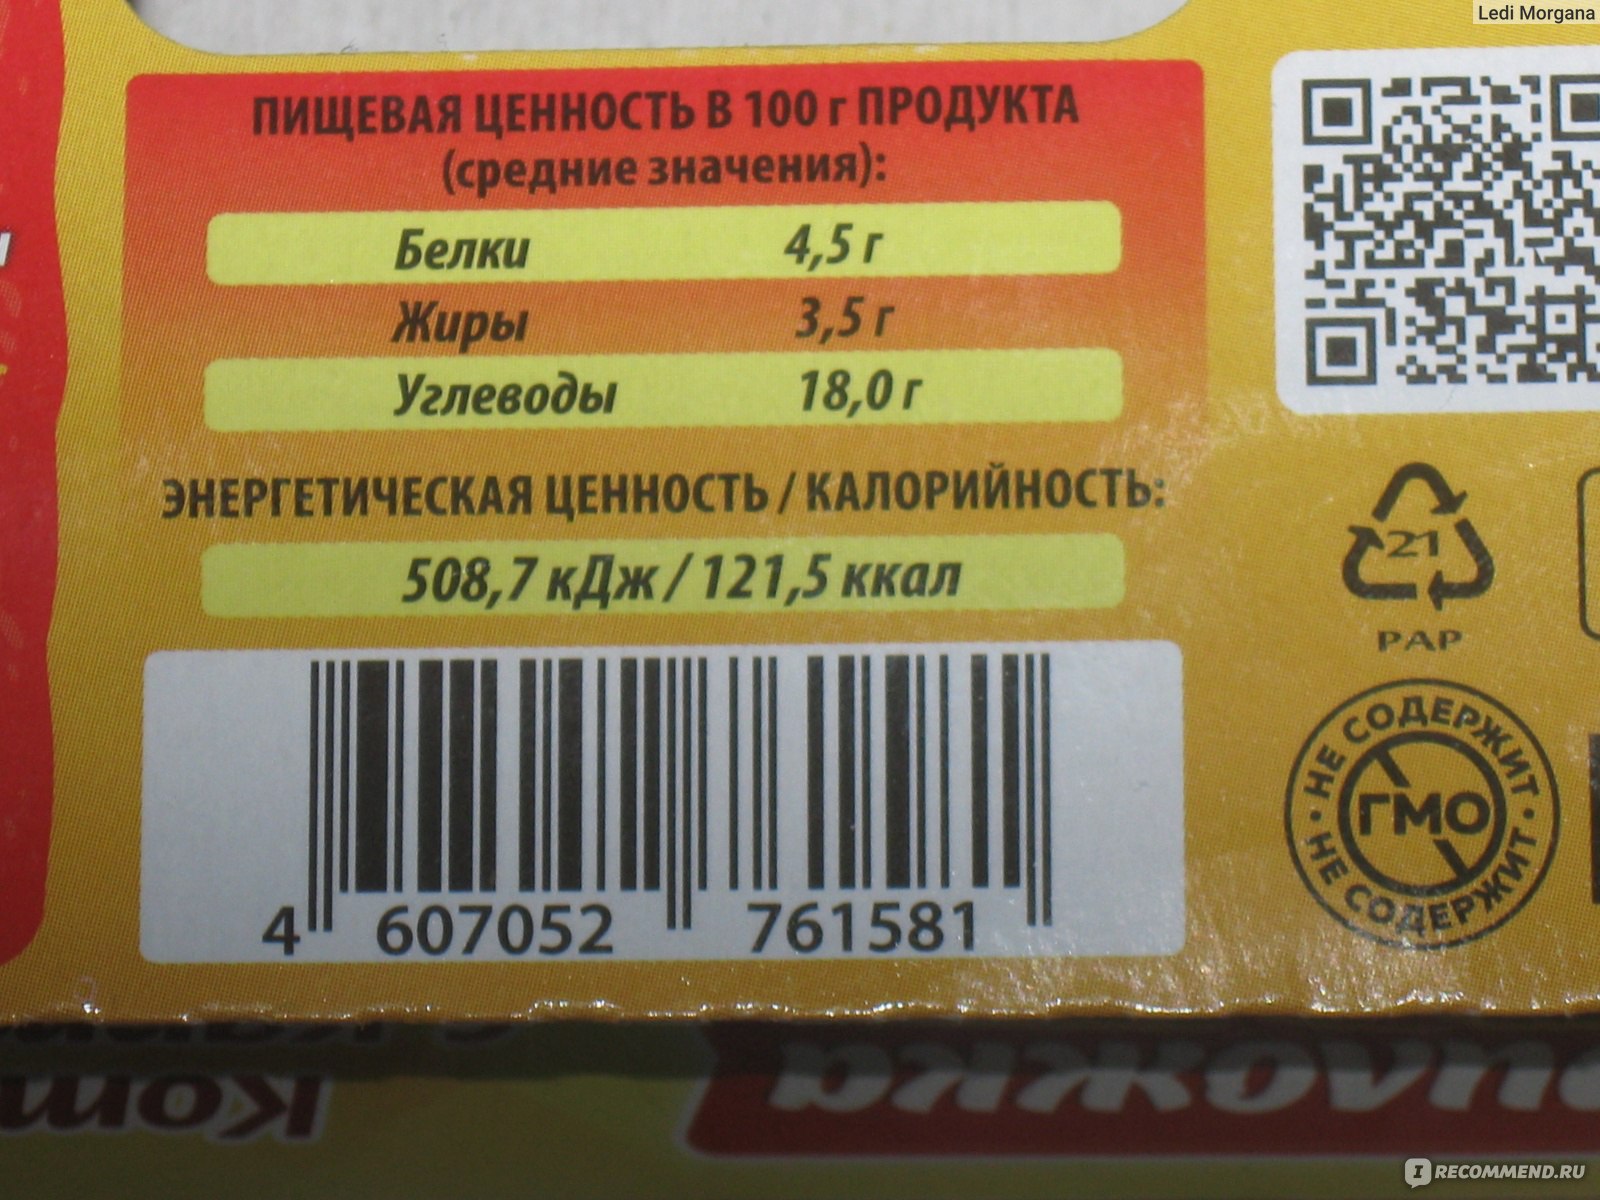 Ledi Morgana
ПИЩЕВАЯ ЦЕННОСТЬ В 100 г ПРОДУКТА
(средние значения):
Белки 4,5 г
Жиры 3,5 г
Углеводы 18,0 г
ЭНЕРГЕТИЧЕСКАЯ ЦЕННОСТЬ / КАЛОРИЙНОСТЬ:
508,7 кДж / 121,5 ккал
4 607052 761581
21
PAP
НЕ СОДЕРЖИТ
ГМО
НЕ СОДЕРЖИТ
IRECOMMEND.RU